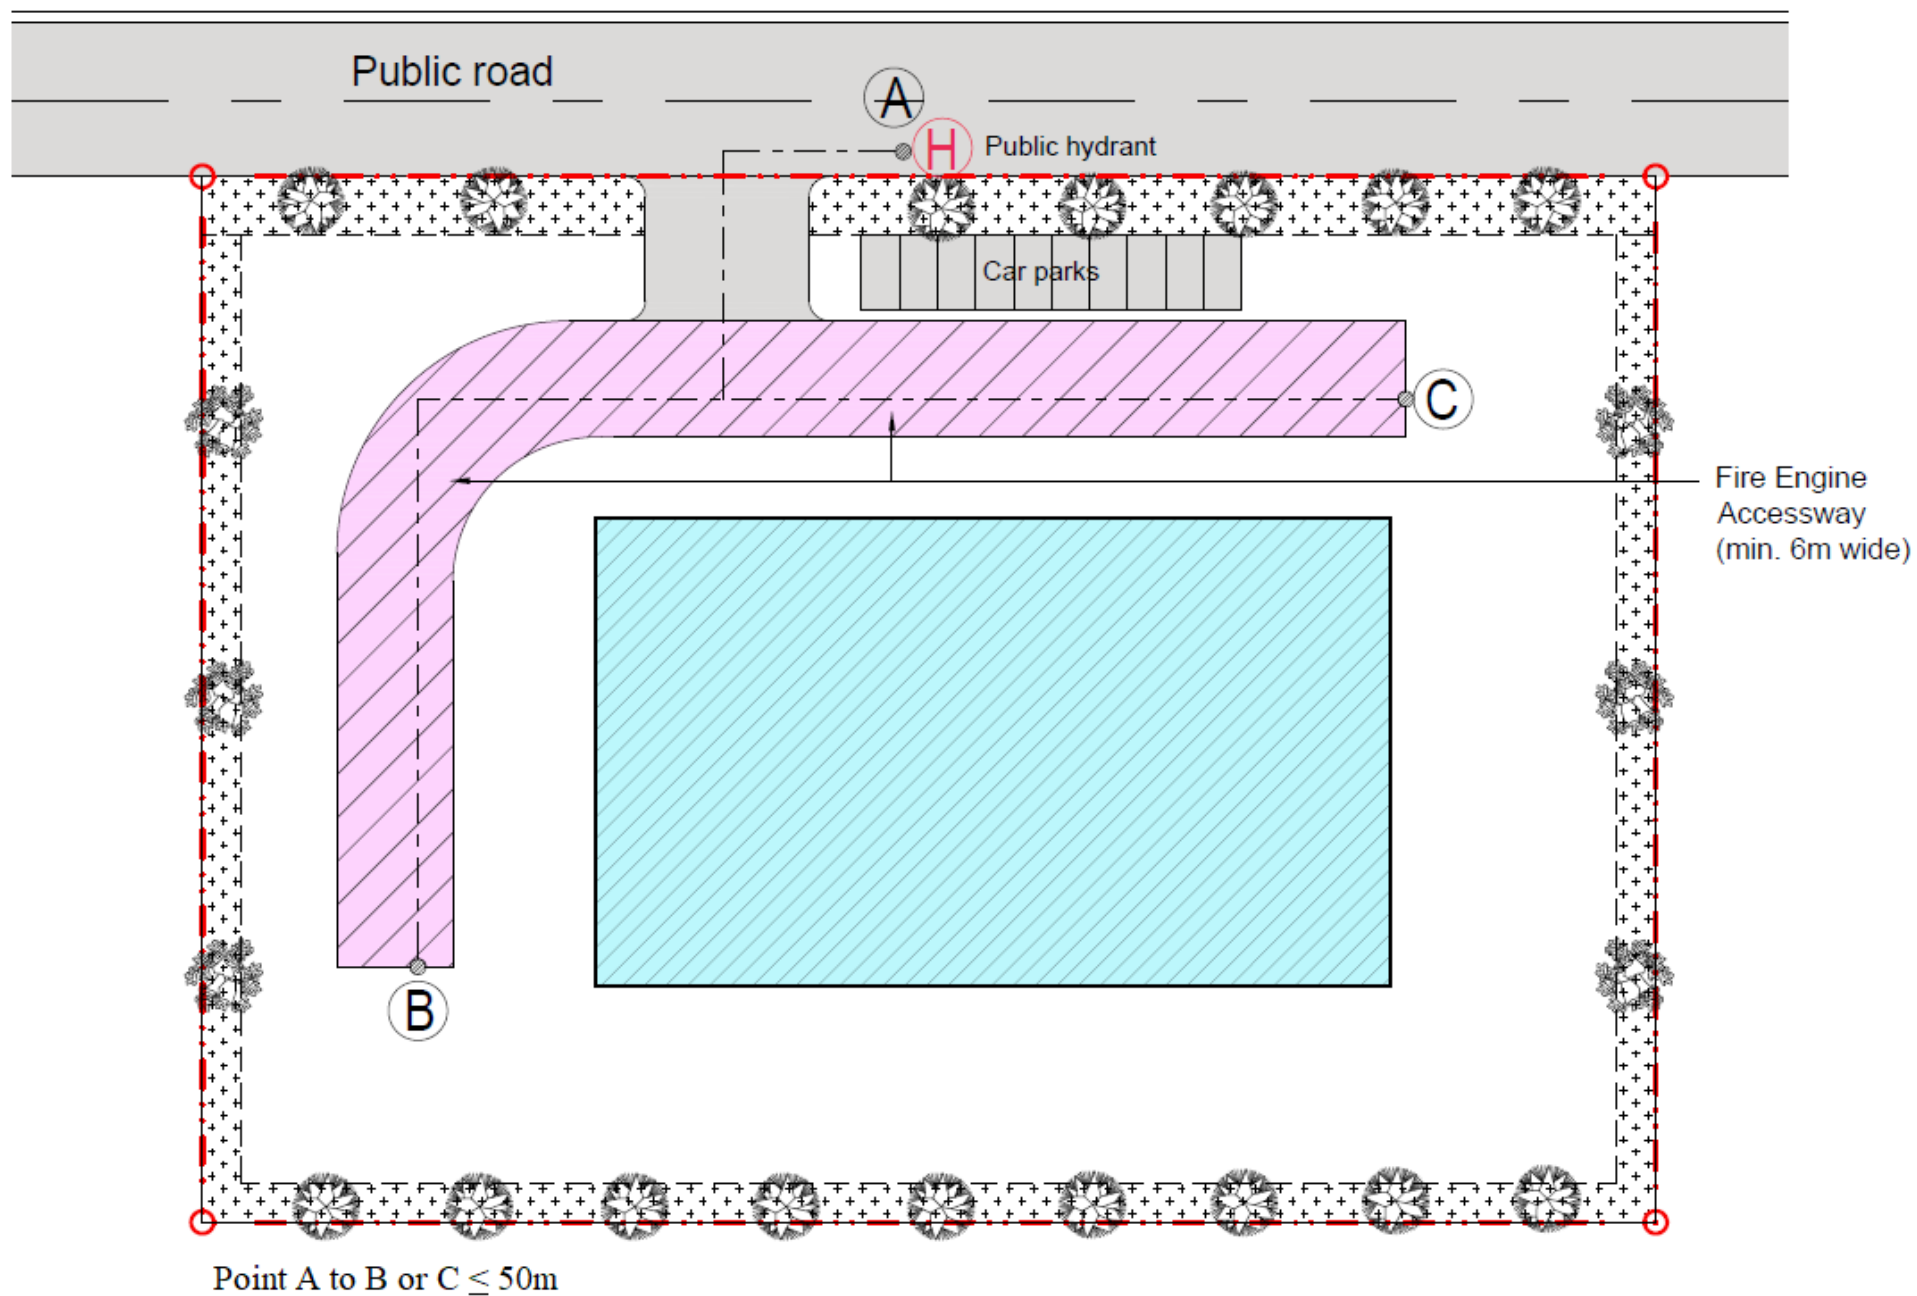 Public road
A
H
Public hydrant
Car parks
C
Fire Engine
Accessway
(min. 6m wide)
B
Point A to B or C ≤ 50m